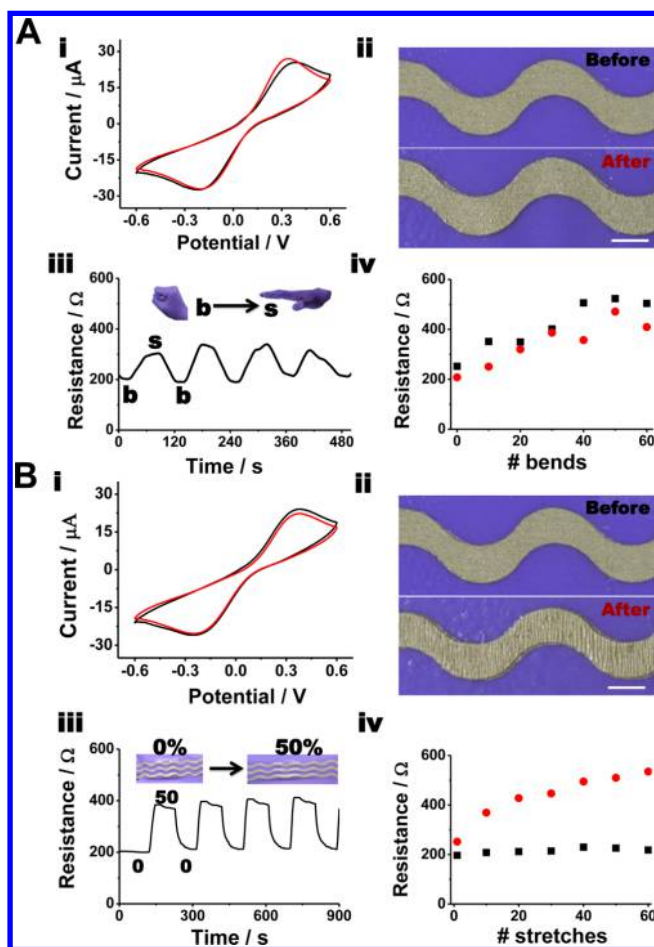 A
i
Current / μA
30
15
0
-15
-30
-0.6 -0.3 0.0 0.3 0.6
Potential / V
ii
Before
After
iii
Resistance / Ω
600
400
200
0
b s
s
b b
0 120 240 360 480
Time / s
iv
Resistance / Ω
600
400
200
0
0 20 40 60
# bends
B
i
Current / μA
30
15
0
-15
-30
-0.6 -0.3 0.0 0.3 0.6
Potential / V
ii
Before
After
iii
Resistance / Ω
600
400
200
0
0% 50%
50
0 0
0 300 600 900
Time / s
iv
Resistance / Ω
600
400
200
0
0 20 40 60
# stretches